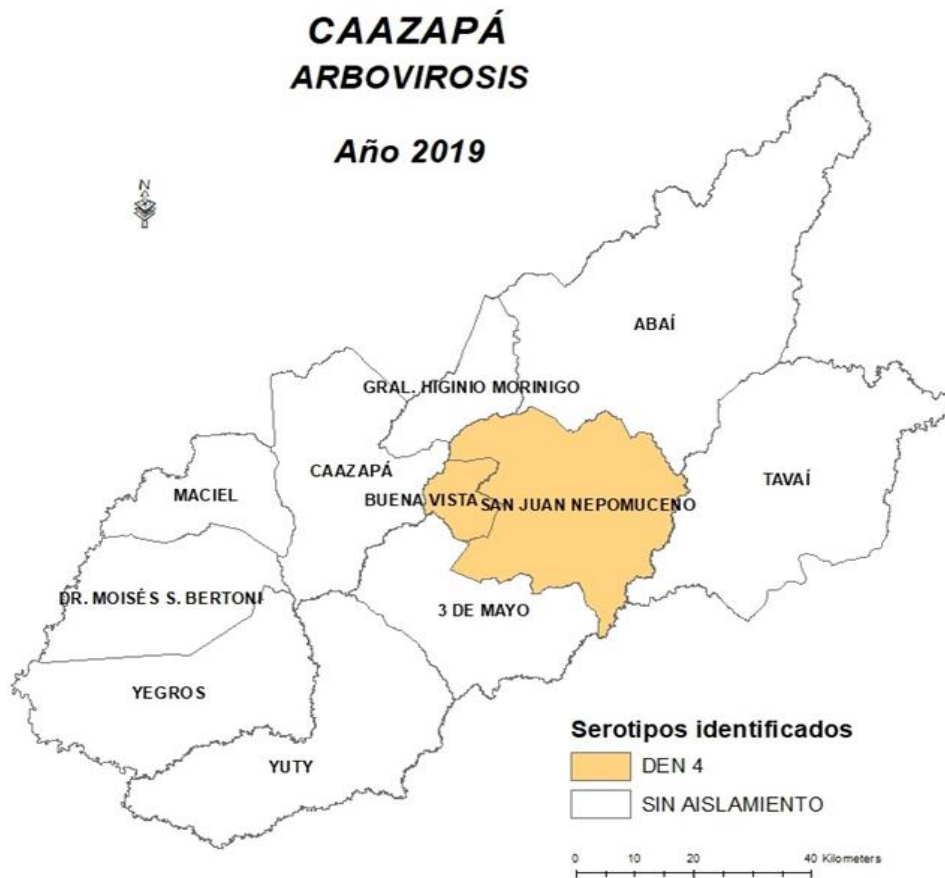 CAAZAPÁ
ARBOVIROSIS
Año 2019
N
ABAÍ
GRAL. HIGINIO MORINIGO
CAAZAPÁ
TAVAÍ
MACIEL
BUENA VISTA
SAN JUAN NEPOMUCENO
DR. MOISÉS S. BERTONI
3 DE MAYO
YEGROS
YUTY
Serotipos identificados
DEN 4
SIN AISLAMIENTO
0 10 20 40 Kilometers